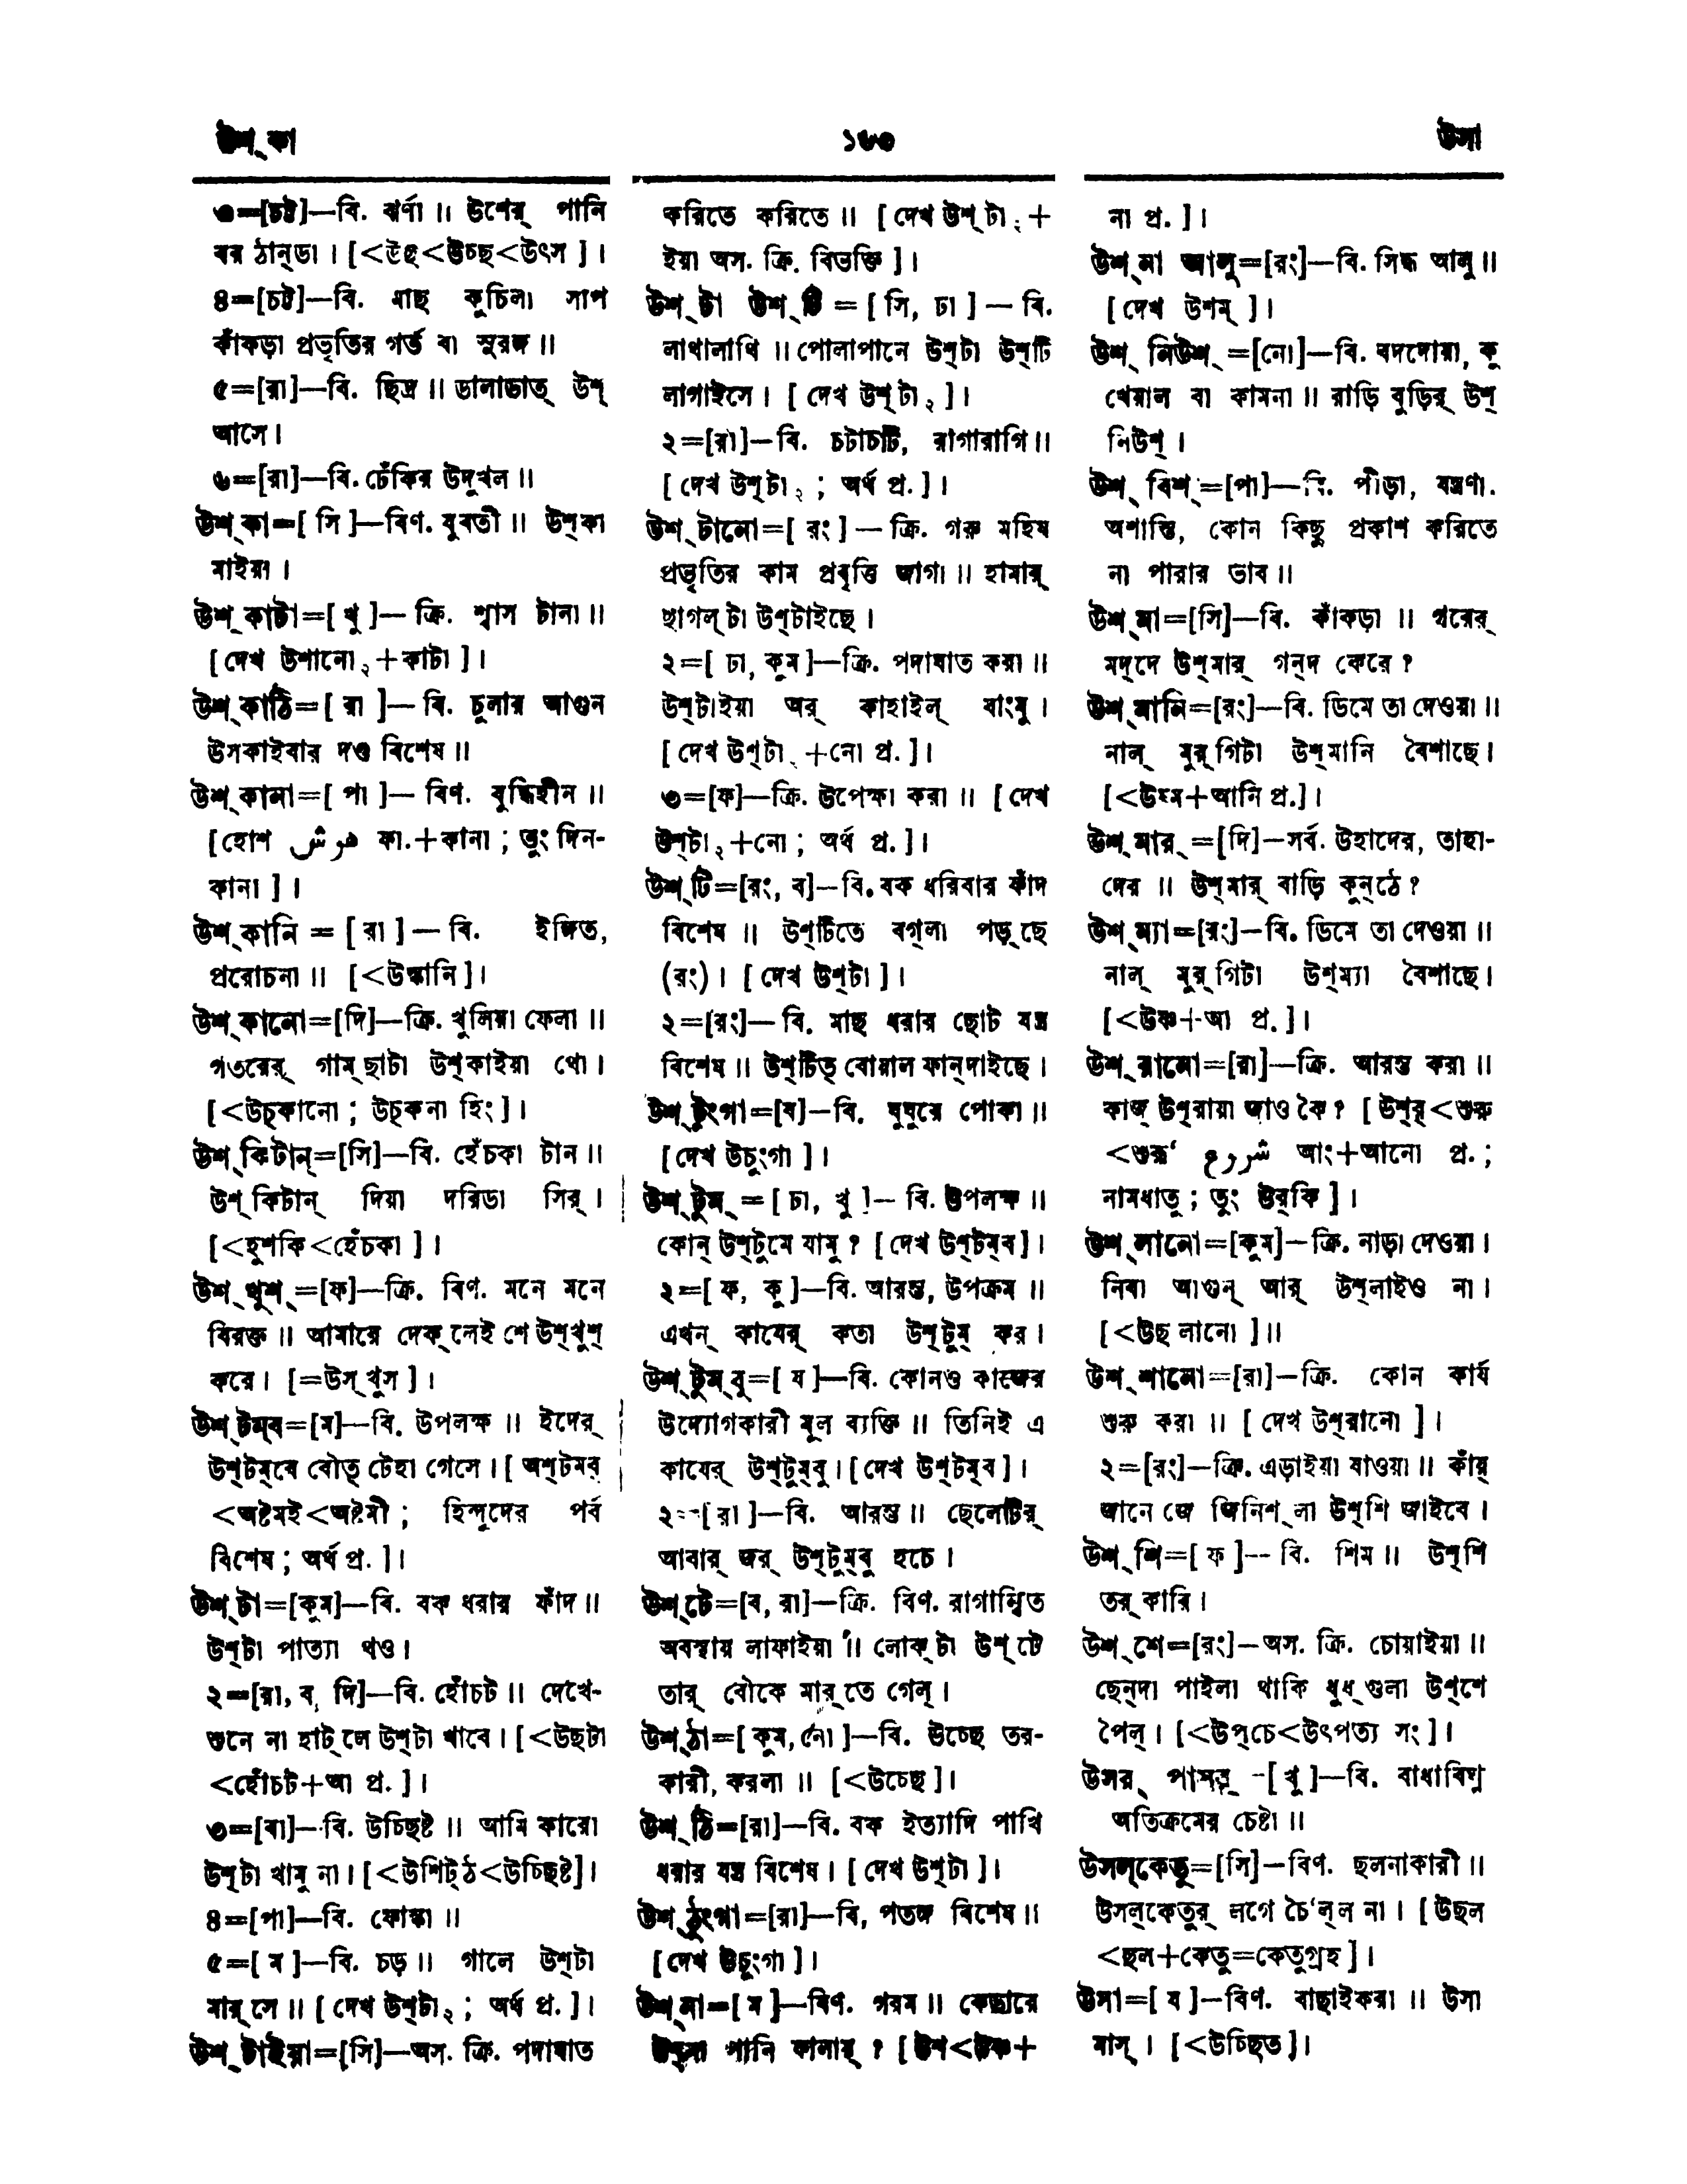 উশ্‌কা
১৬৩
উসা
৩=[চট্ট]—বি. ঝর্ণা ॥ উশের্ পানি
বর ঠান্‌ডা । [<উছ<উচছ<উৎস ] ।
৪=[চট্ট]—বি. মাছ কুচিলা সাপ
কাঁকড়া প্রভৃতির গর্ত বা সুরঙ্গ ॥
৫=[রা]—বি. ছিদ্র ॥ ডালাডাত্ উশ্
আসে ।
৬=[রা]—বি. ঢেঁকির উদুখল ॥
উশ্‌কা=[ সি ]—বিণ. যুবতী ॥ উশ্‌কা
মাইয়া ।
উশ্‌কাটা=[ খু ]— ক্রি. শ্বাস টানা ॥
[ দেখ উশানো২+কাটা ] ।
উশ্‌কাঠি=[ রা ]— বি. চুলার আগুন
উসকাইবার দণ্ড বিশেষ ॥
উশ্‌কানা=[ পা ]— বিণ. বুদ্ধিহীন ॥
[হোশ هوش ফা.+কানা ; তুং দিন-
কানা ] ।
উশ্‌কানি = [ রা ] — বি. ইঙ্গিত,
প্ররোচনা ॥ [<উস্কানি] ।
উশ্‌কানো=[দি]—ক্রি. খুলিয়া ফেলা ॥
গতরের্ গাম্‌ছাটা উশ্‌কাইয়া থো ।
[<উচ্‌কানো ; উচ্‌কনা হিং ] ।
উশ্‌কিটান্=[সি]—বি. হেঁচকা টান ॥
উশ্‌কিটান্ দিয়া দরিডা সির্ ।
[<হুশকি<হেঁচকা ] ।
উশ্‌খুশ্=[ফ]—ক্রি. বিণ. মনে মনে
বিরক্ত ॥ আমারে দেক্‌লেই শে উশ্‌খুশ্
করে । [=উস্‌খুস ] ।
উশ্‌টম্‌ব=[ম]—বি. উপলক্ষ ॥ ইদের্
উশ্‌টম্‌বে বৌত্ টেহা গেসে । [ অশ্‌টমব্
<অষ্টমই<অষ্টমী ; হিন্দুদের পর্ব
বিশেষ ; অর্থ প্র. ] ।
উশ্‌টা=[কুম]—বি. বক ধরার ফাঁদ ॥
উশ্‌টা পাত্যা থও ।
২=[রা, ব, দি]—বি. হোঁচট ॥ দেখে-
শুনে না হাট্‌লে উশ্‌টা খাবে । [<উছটা
<হোঁচট+আ প্র. ] ।
৩=[বা]—বি. উচিছষ্ট ॥ আমি কারো
উশ্‌টা খামু না । [<উশিট্‌ঠ<উচিছষ্ট] ।
৪=[পা]—বি. ফোস্কা ॥
৫=[ ম ]—বি. চড় ॥ গালে উশ্‌টা
মার্‌সে ॥ [ দেখ উশ্‌টা২ ; অর্থ প্র. ] ।
উশ্‌টাইয়া=[সি]—অস. ক্রি. পদাঘাত
করিতে করিতে ॥ [ দেখ উশ্‌টা২+
ইয়া অস. ক্রি. বিভক্তি ] ।
উশ্‌টা উশ্‌টি = [ সি, ঢা ] — বি.
লাথালাথি ॥ পোলাপানে উশ্‌টা উশ্‌টি
লাগাইসে । [ দেখ উশ্‌টা২ ] ।
২=[রা]—বি. চটাচটি, রাগারাগি ॥
[ দেখ উশ্‌টা২ ; অর্থ প্র. ] ।
উশ্‌টানো=[ রং ] — ক্রি. গরু মহিষ
প্রভৃতির কাম প্রবৃত্তি জাগা ॥ হামার্
ছাগল্‌টা উশ্‌টাইছে ।
২=[ ঢা, কুম ]—ক্রি. পদাঘাত করা ॥
উশ্‌টাইয়া অর্ কাহাইল্ বাংমু ।
[ দেখ উশ্‌টা২+নো প্র. ] ।
৩=[ফ]—ক্রি. উপেক্ষা করা ॥ [ দেখ
উশ্‌টা২+নো ; অর্থ প্র. ] ।
উশ্‌টি=[রং, ব]—বি. বক ধরিবার ফাঁদ
বিশেষ ॥ উশ্‌টিতে বগ্‌লা পড়্‌ছে
(রং) । [ দেখ উশ্‌টা ] ।
২=[রং]— বি. মাছ ধরার ছোট যন্ত্র
বিশেষ ॥ উশ্‌টিত্ বোয়াল ফান্‌দাইছে ।
উশ্‌টুংগা=[য]—বি. ঘুঘুরে পোকা ॥
[ দেখ উচুংগা ] ।
উশ্‌টুম্ = [ ঢা, খু ]— বি. উপলক্ষ ॥
কোন্ উশ্‌টুমে যামু ? [ দেখ উশ্‌টম্‌ব ] ।
২=[ ফ, কু ]—বি. আরম্ভ, উপক্রম ॥
এখন্ কাযের্ কতা উশ্‌টুম্ কর ।
উশ্‌টুম্‌বু=[ য ]—বি. কোনও কাজের
উদ্যোগকারী মূল ব্যক্তি ॥ তিনিই এ
কাযের্ উশ্‌টুম্‌বু । [ দেখ উশ্‌টম্‌ব ] ।
২=[ রা ]—বি. আরম্ভ ॥ ছেলেটির্
আবার্ জর্ উশ্‌টুম্‌বু হচে ।
উশ্‌টে=[ব, রা]—ক্রি. বিণ. রাগান্বিত
অবস্থায় লাফাইয়া ॥ লোক্‌টা উশ্‌টে
তার্ বৌকে মার্‌তে গেল্ ।
উশ্‌ঠা=[ কুম, নো ]—বি. উচ্ছে তর-
কারী, করলা ॥ [<উচেছ ] ।
উশ্‌ঠি=[রা]—বি. বক ইত্যাদি পাখি
ধরার যন্ত্র বিশেষ । [ দেখ উশ্‌টা ] ।
উশ্‌ঠুংগা=[রা]—বি, পতঙ্গ বিশেষ ॥
[ দেখ উচুংগা ] ।
উশ্‌না=[ ম ]—বিণ. গরম ॥ কেডারে
উশ্‌না পানি ফালায় ? [ উশ<উষ্ণ+
না প্র. ] ।
উশ্‌না আলু=[রং]—বি. সিদ্ধ আলু ॥
[ দেখ উশম্ ] ।
উশ্‌নিউশ্=[নো]—বি. বদদোয়া, কু
খেয়াল বা কামনা ॥ রাড়ি বুড়ির্ উশ্
নিউশ্ ।
উশ্‌বিশ্=[পা]—বি. পীড়া, যন্ত্রণা.
অশান্তি, কোন কিছু প্রকাশ করিতে
না পারার ভাব ॥
উশ্‌মা=[সি]—বি. কাঁকড়া ॥ গরের্
মদ্‌দে উশ্‌মার্ গন্‌দ কেরে ?
উশ্‌মানি=[রং]—বি. ডিমে তা দেওয়া ॥
নাল্ মুর্‌গিটা উশ্‌মানি বৈশাছে ।
[<উষ্ম+আনি প্র.] ।
উশ্‌মার্=[দি]—সর্ব. উহাদের, তাহা-
দের ॥ উশ্‌মার্ বাড়ি কুন্‌ঠে ?
উশ্‌ম্যা=[রং]—বি. ডিমে তা দেওয়া ॥
নাল্ মুর্‌গিটা উশ্‌ম্যা বৈশাছে ।
[<উষ্ণ+আ প্র. ] ।
উশ্‌রানো=[রা]—ক্রি. আরম্ভ করা ॥
কাজ্ উশ্‌রায়া জাও কৈ ? [ উশ্‌র্<শুরু
<শুরূ‘ شروع আং+আনো প্র. ;
নামধাতু ; তুং উর্‌কি ] ।
উশ্‌লানো=[কুম]—ক্রি. নাড়া দেওয়া ।
নিবা আগুন্ আর্ উশ্‌লাইও না ।
[<উছলানো ] ॥
উশ্‌শানো=[রা]—ক্রি. কোন কার্য
শুরু করা ॥ [ দেখ উশ্‌রানো ] ।
২=[রং]—ক্রি. এড়াইয়া যাওয়া ॥ কাঁয়্
জানে জে জিনিশ্‌লা উশ্‌শি জাইবে ।
উশ্‌শি=[ ফ ]— বি. শিম ॥ উশ্‌শি
তর্‌কারি ।
উশ্‌শে=[রং]—অস. ক্রি. চোয়াইয়া ॥
ছেন্‌দা পাইলা থাকি ধুধ্‌গুলা উশ্‌শে
পৈল্ । [<উপ্‌চে<উৎপত্য সং ] ।
উসর্ পাসর্ -[ খু ]—বি. বাধাবিঘ্ন
অতিক্রমের চেষ্টা ॥
উসল্‌কেতু=[সি]—বিণ. ছলনাকারী ॥
উসল্‌কেতুর্ লগে চৈ‘ল্‌ল না । [ উছল
<ছল+কেতু=কেতুগ্রহ ] ।
উসা=[ য ]—বিণ. বাছাইকরা ॥ উসা
মাস্ । [<উচিছত ] ।